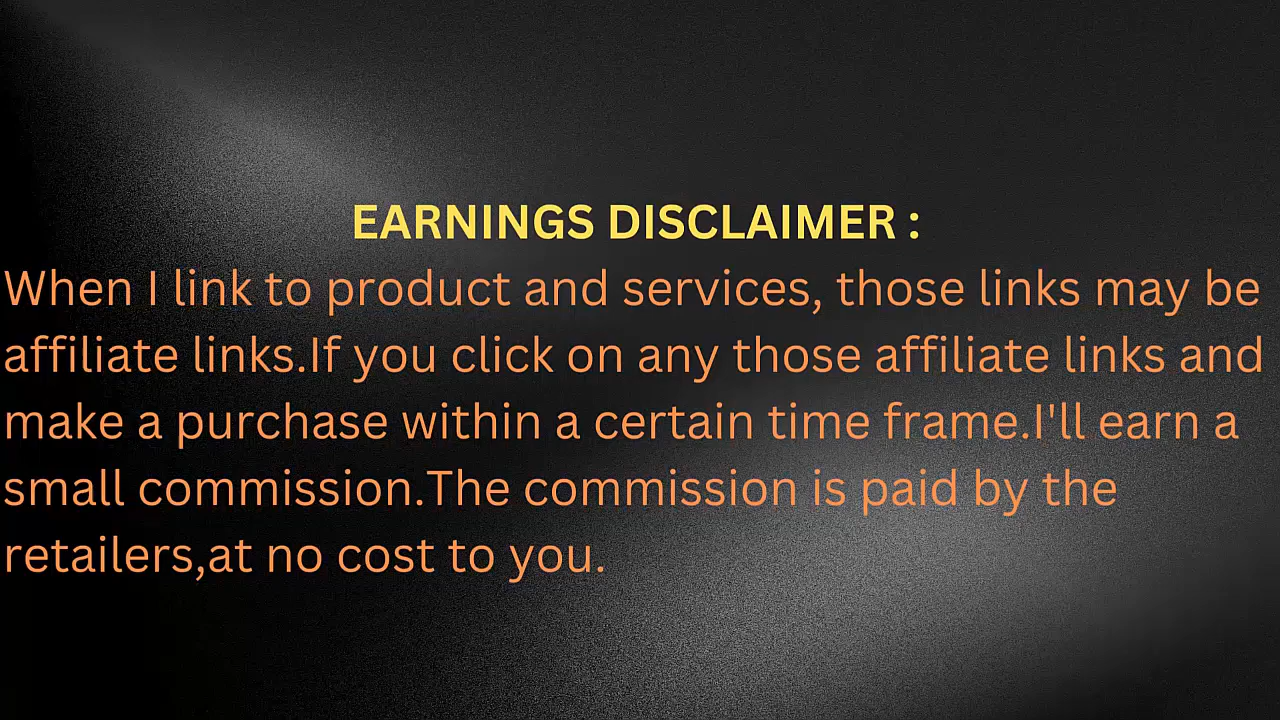 EARNINGS DISCLAIMER :
When I link to product and services, those links may be
affiliate links.If you click on any those affiliate links and
make a purchase within a certain time frame.I'll earn a
small commission.The commission is paid by the
retailers,at no cost to you.